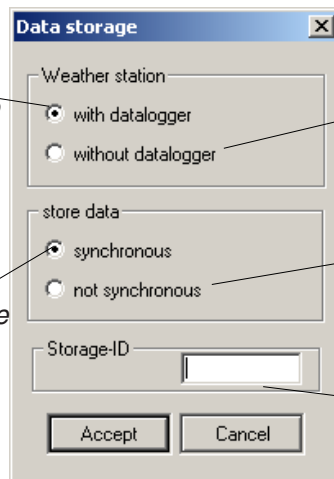 Data storage
Weather station
with datalogger
without datalogger
store data
synchronous
not synchronous
e
Storage-ID
Accept
Cancel